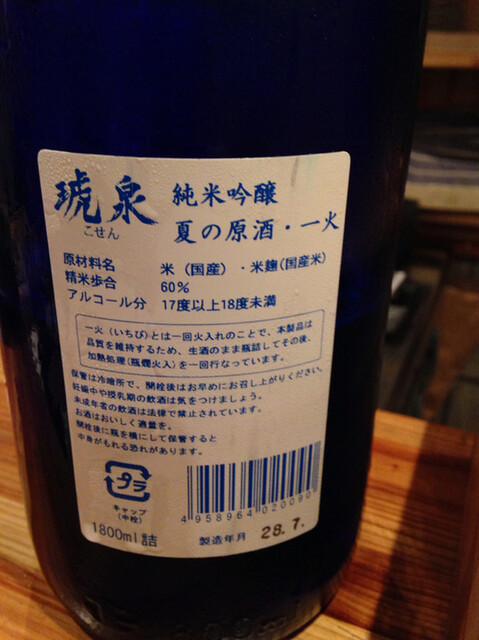 琥泉
こせん
純米吟醸
夏の原酒・一火
原材料名 米(国産)・米麹(国産米)
精米歩合 60%
アルコール分 17度以上18度未満
一火(いちび)とは一回火入れのことで、本製品は
品質を維持するため、生酒のまま瓶詰してその後、
加熱処理(瓶燗火入)を一回行なっています。
保管は冷暗所で、開栓後はお早めにお召し上がりください。
妊娠中や授乳期の飲酒は気をつけましょう。
未成年者の飲酒は法律で禁止されています。
お酒はおいしく適量を。
開栓後に瓶を横にして保管すると
中身がもれる恐れがあります。
プラ
キャップ
(中栓)
1800ml詰
4958964020090
製造年月 28.7.